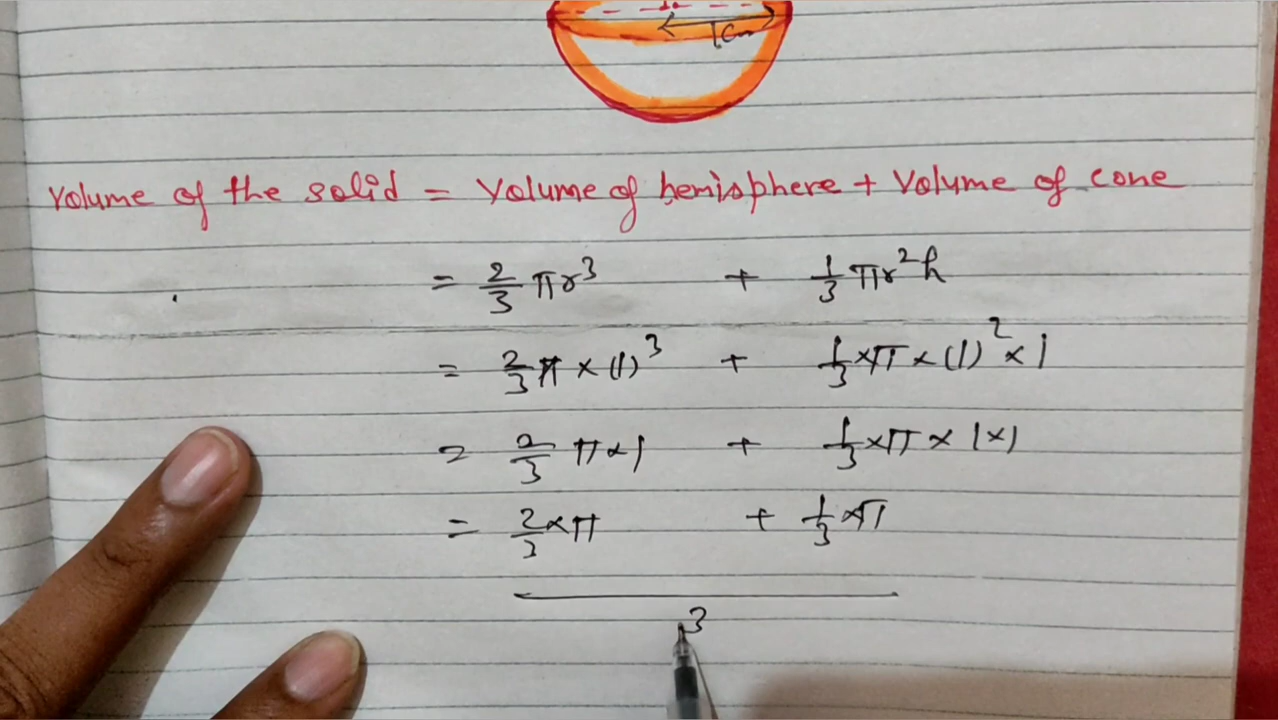 1cm
Volume of the solid = Volume of hemisphere + Volume of cone
= 2/3 πr³ + 1/3 πr²h
= 2/3 π × (1)³ + 1/3 × π × (1)² × 1
= 2/3 π × 1 + 1/3 × π × 1 × 1
= 2/3 × π + 1/3 × π
3